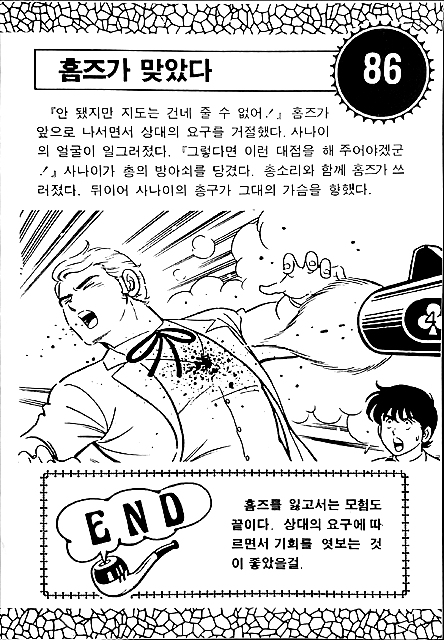 홈즈가 맞았다
86
『안 됐지만 지도는 건네 줄 수 없어.!』 홈즈가
앞으로 나서면서 상대의 요구를 거절했다. 사나이
의 얼굴이 일그러졌다. 『그렇다면 이런 대접을 해 주어야겠군
.!』 사나이가 총의 방아쇠를 당겼다. 총소리와 함께 홈즈가 쓰
러졌다. 뒤이어 사나이의 총구가 그대의 가슴을 향했다.
END
홈즈를 잃고서는 모험도
끝이다. 상대의 요구에 따
르면서 기회를 엿보는 것
이 좋았을걸.